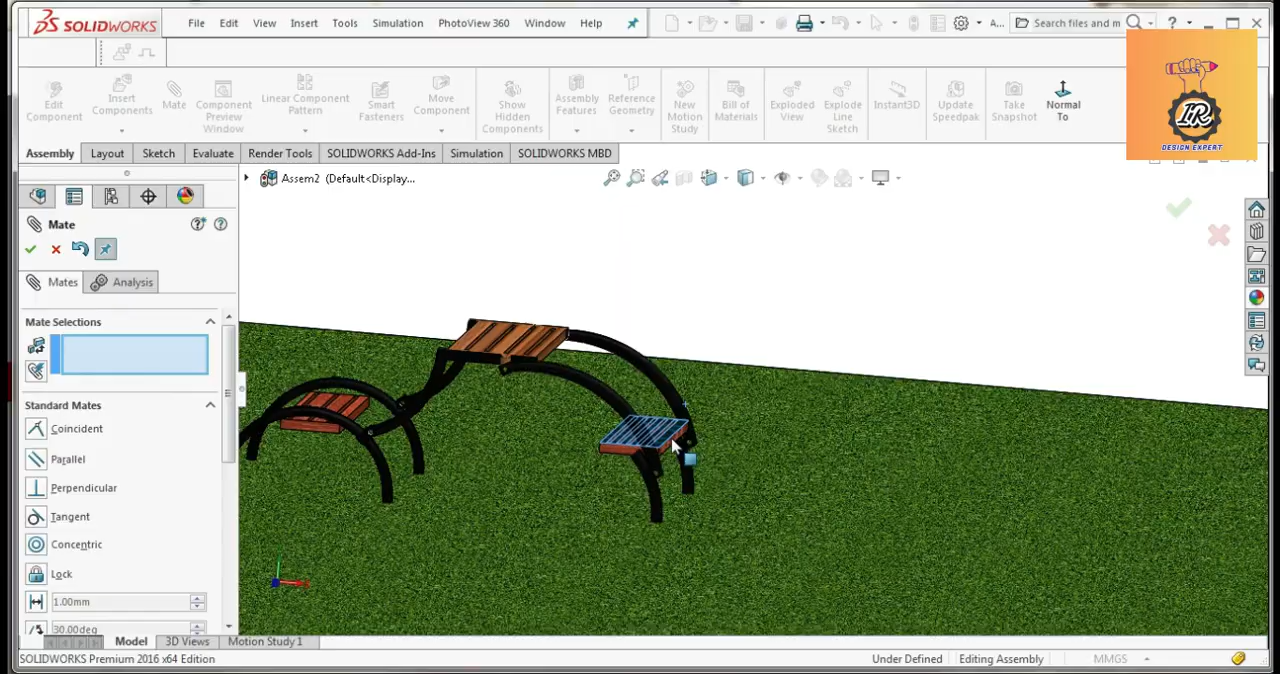 SOLIDWORKS File Edit View Insert Tools Simulation PhotoView 360 Window Help A... Search files and m ?
Edit Component
Insert Components
Mate
Component Preview Window
Linear Component Pattern
Smart Fasteners
Move Component
Show Hidden Components
Assembly Features
Reference Geometry
New Motion Study
Bill of Materials
Exploded View
Explode Line Sketch
Instant3D
Update Speedpak
Take Snapshot
Normal To
IR
DESIGN EXPERT
Assembly Layout Sketch Evaluate Render Tools SOLIDWORKS Add-Ins Simulation SOLIDWORKS MBD
Assem2 (Default<Display...
Mate
Mates Analysis
Mate Selections
Standard Mates
Coincident
Parallel
Perpendicular
Tangent
Concentric
Lock
1.00mm
30.00deg
Model 3D Views Motion Study 1
SOLIDWORKS Premium 2016 x64 Edition Under Defined Editing Assembly MMGS